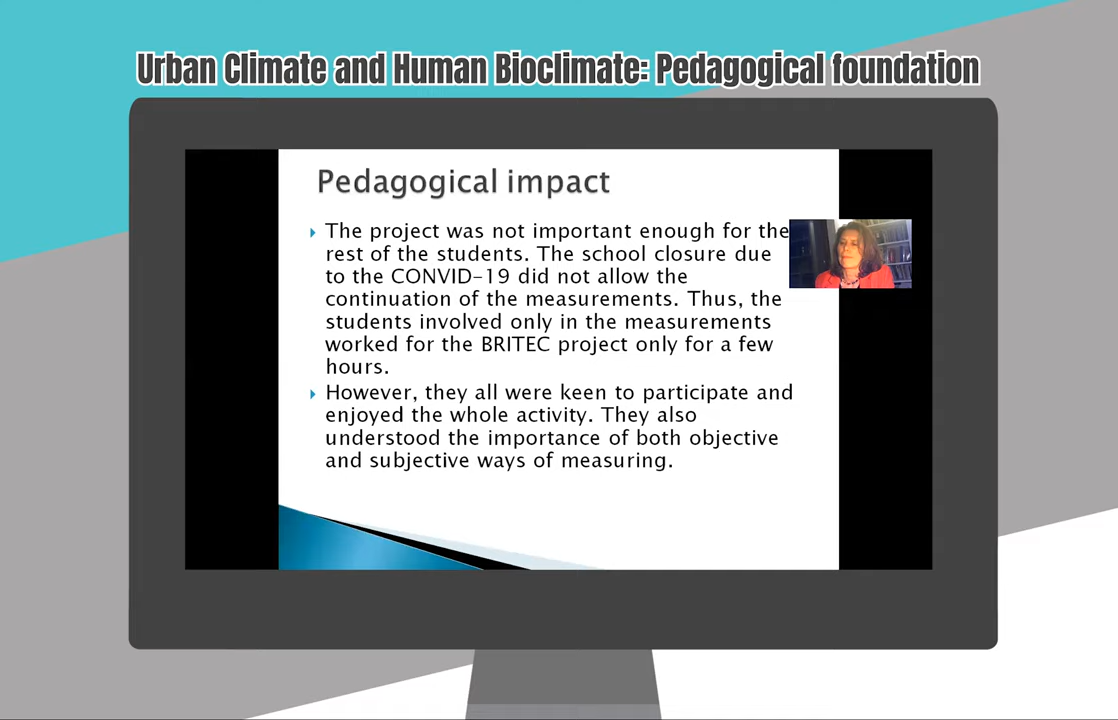 Urban Climate and Human Bioclimate: Pedagogical foundation
Pedagogical impact
The project was not important enough for the
rest of the students. The school closure due
to the CONVID-19 did not allow the
continuation of the measurements. Thus, the
students involved only in the measurements
worked for the BRITEC project only for a few
hours.
However, they all were keen to participate and
enjoyed the whole activity. They also
understood the importance of both objective
and subjective ways of measuring.